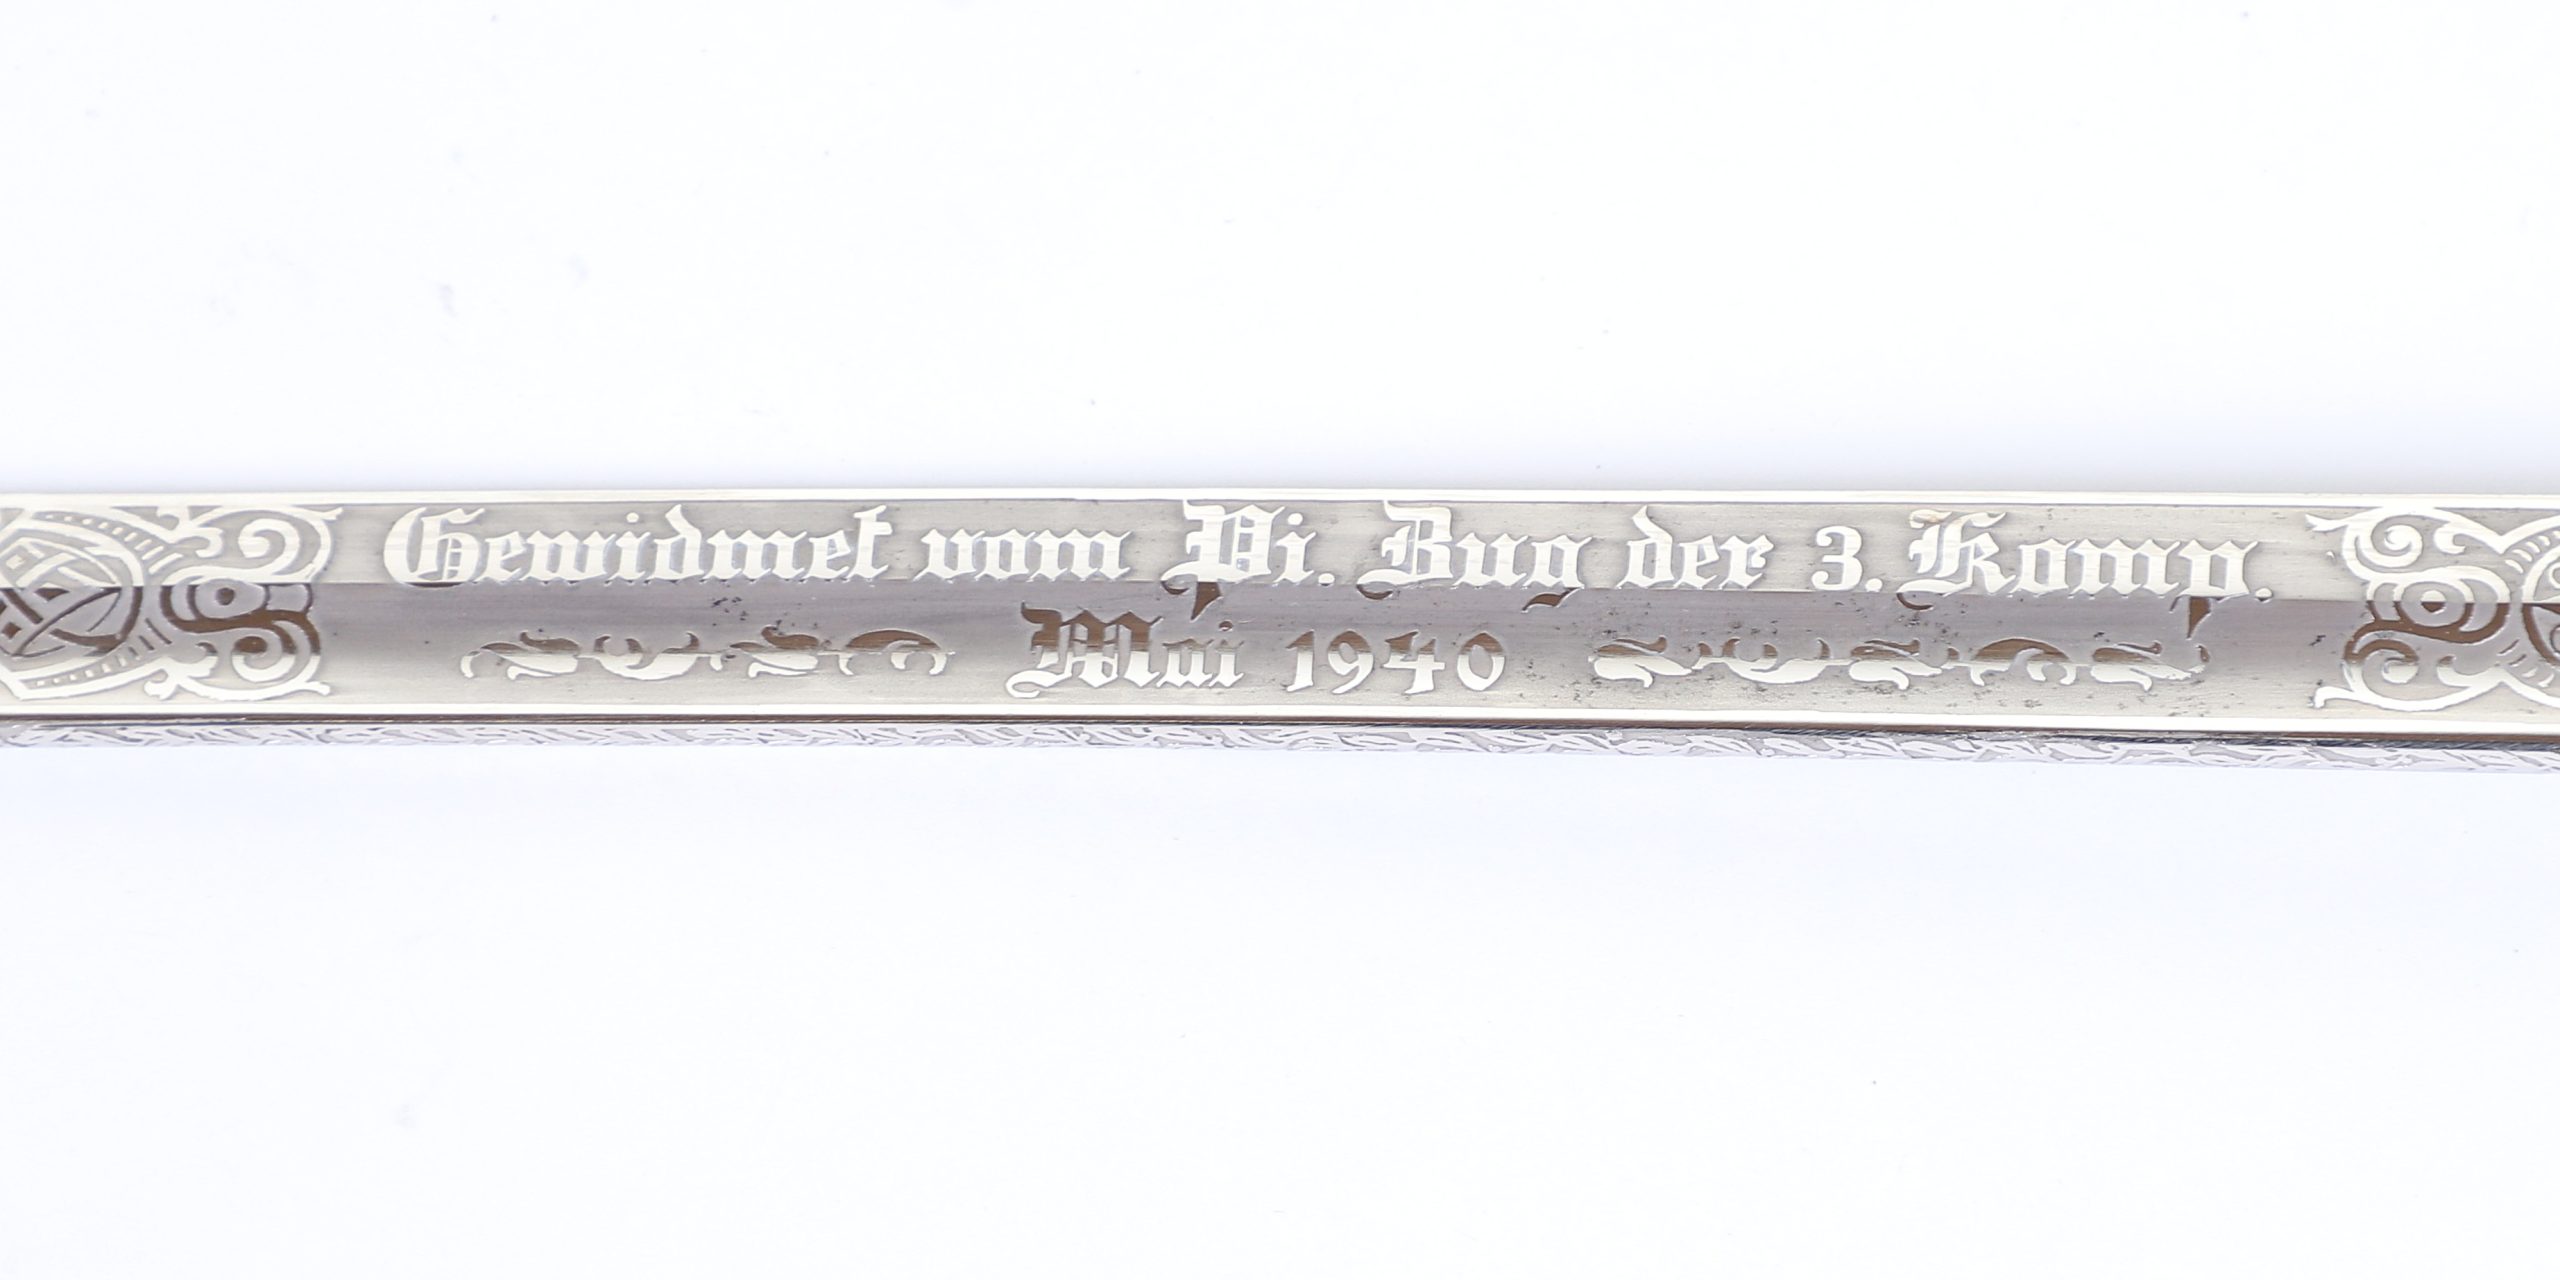 Gewidmet vom Pi. Zug der 3. Komp.
Mai 1940